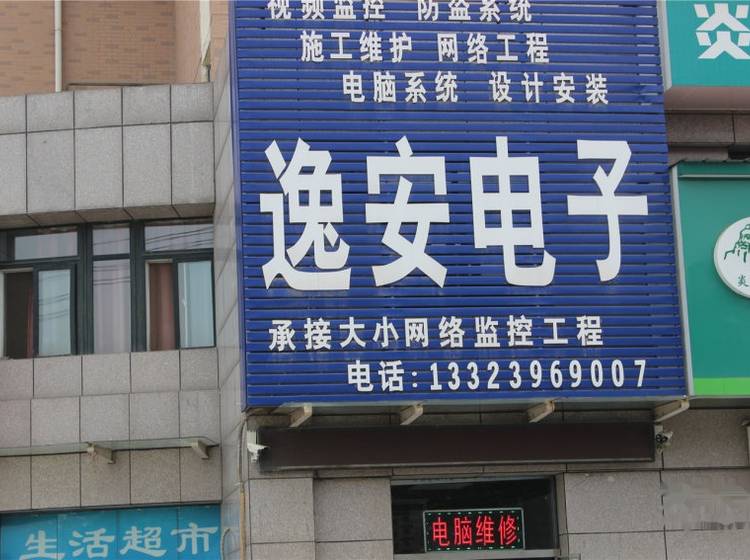 视频监控 防盗系统
施工维护 网络工程
电脑系统 设计安装
逸安电子
承接大小网络监控工程
电话:13323969007
电脑维修
生活超市
炎
炎